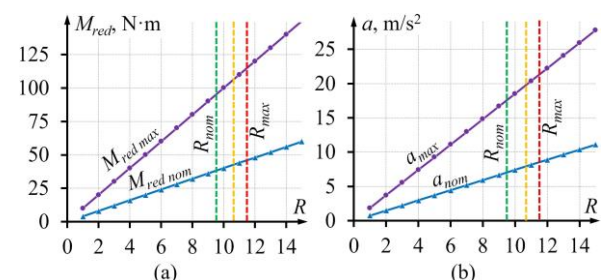 M_red, N·m
125
100
75
50
25
0
M_red max
M_red nom
R_nom
R_max
R
0 2 4 6 8 10 12 14
(a)
a, m/s²
25
20
15
10
5
0
a_max
a_nom
R_nom
R_max
R
0 2 4 6 8 10 12 14
(b)